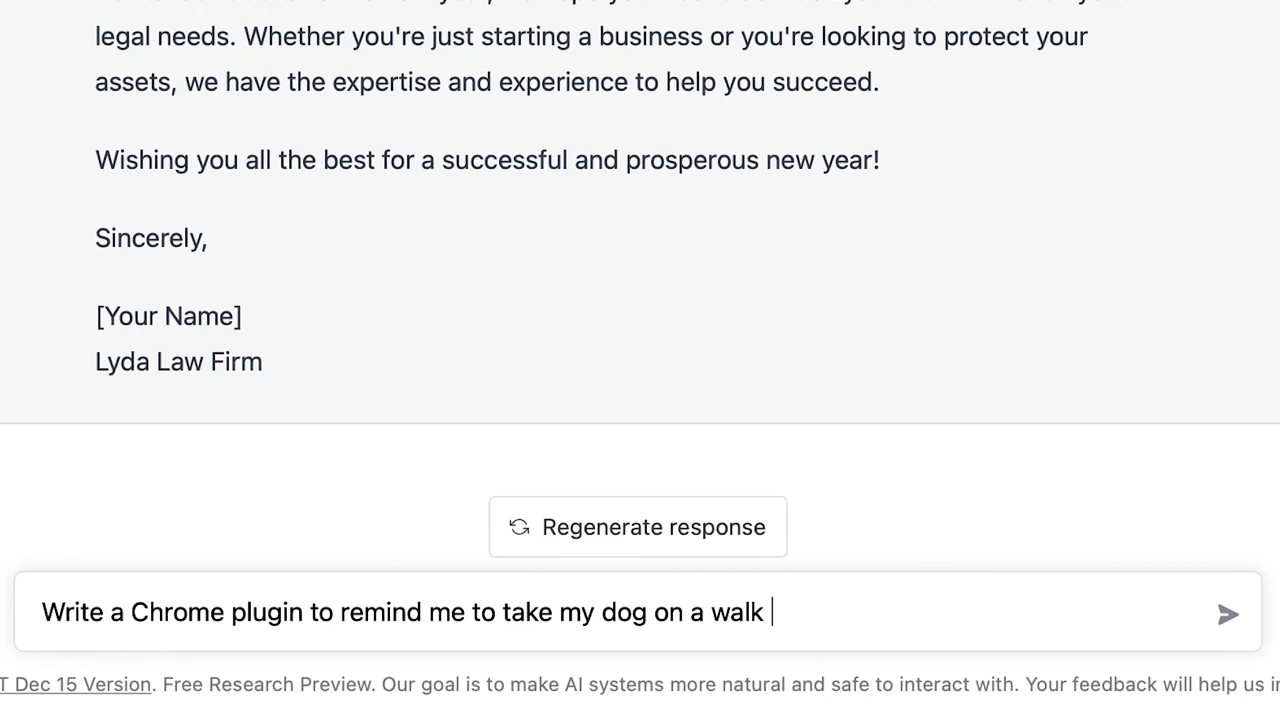 legal needs. Whether you're just starting a business or you're looking to protect your
assets, we have the expertise and experience to help you succeed.
Wishing you all the best for a successful and prosperous new year!
Sincerely,
[Your Name]
Lyda Law Firm
Regenerate response
Write a Chrome plugin to remind me to take my dog on a walk
T Dec 15 Version. Free Research Preview. Our goal is to make AI systems more natural and safe to interact with. Your feedback will help us i